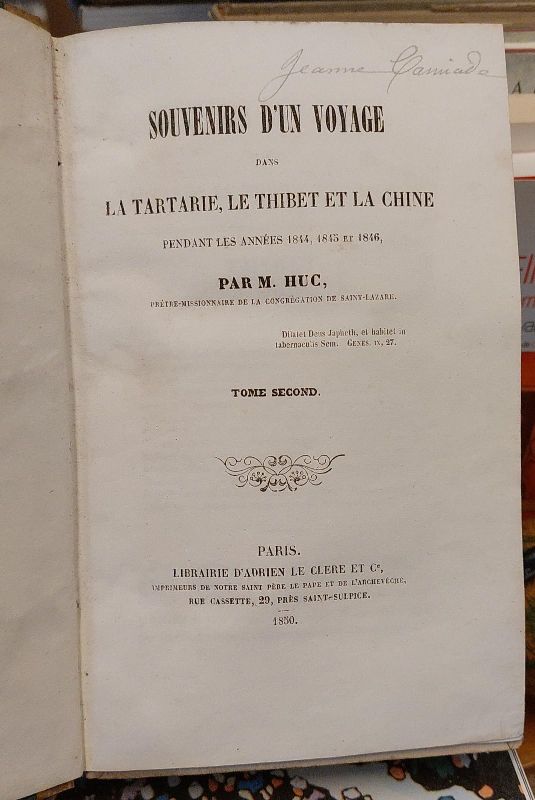 Jeanne
SOUVENIRS D'UN VOYAGE
DANS
LA TARTARIE, LE THIBET ET LA CHINE
PENDANT LES ANNÉES 1844, 1845 ET 1846,
PAR M. HUC,
PRÊTRE-MISSIONNAIRE DE LA CONGRÉGATION DE SAINT-LAZARE.
Dilatet Deus Japheth, et habitet in
tabernaculis Sem. GENES. IX, 27.
TOME SECOND.
PARIS.
LIBRAIRIE D'ADRIEN LE CLERE ET Ce,
IMPRIMEURS DE NOTRE SAINT PÈRE LE PAPE ET DE L'ARCHEVÊCHÉ,
RUE CASSETTE, 29, PRÈS SAINT-SULPICE.
1850.